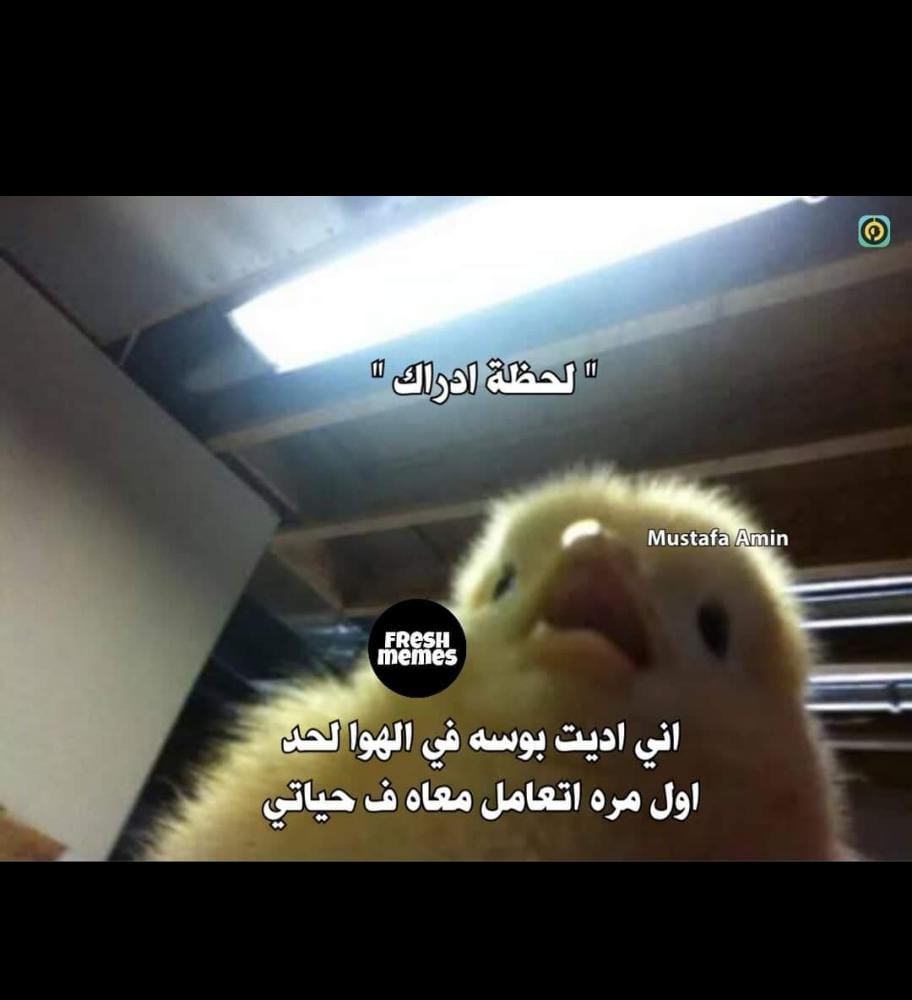 " لحظة ادراك "
Mustafa Amin
FRESH
memes
اني اديت بوسه في الهوا لحد
اول مره اتعامل معاه ف حياتي